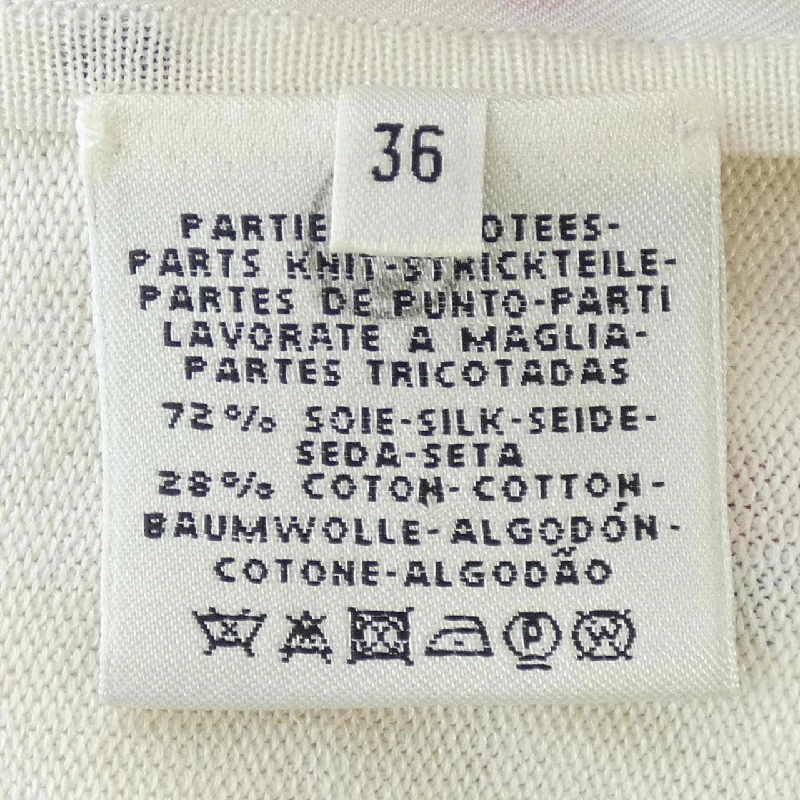 36
PARTIE OTEES-
PARTS KNIT-STRICKTEILE-
PARTES DE PUNTO-PARTI
LAVORATE A MAGLIA-
PARTES TRICOTADAS
72% SOIE-SILK-SEIDE-
SEDA-SETA
28% COTON-COTTON-
BAUMWOLLE-ALGODÓN-
COTONE-ALGODÃO
P W